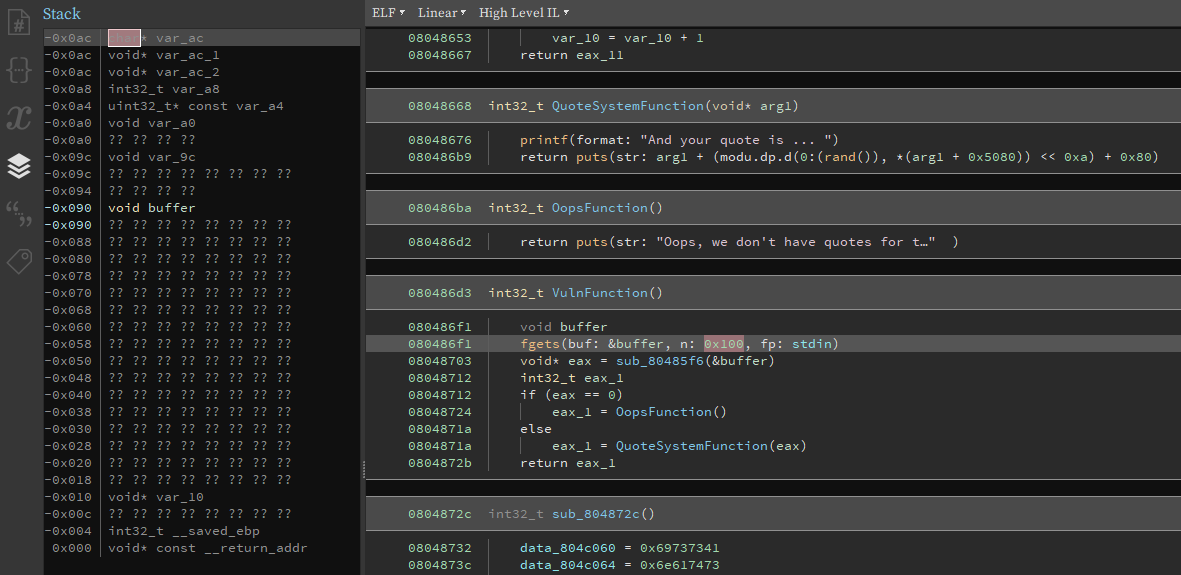 Stack
-0x0ac char* var_ac
-0x0ac void* var_ac_1
-0x0ac void* var_ac_2
-0x0a8 int32_t var_a8
-0x0a4 uint32_t* const var_a4
-0x0a0 void var_a0
-0x0a0 ?? ?? ?? ??
-0x09c void var_9c
-0x09c ?? ?? ?? ?? ?? ?? ?? ??
-0x094 ?? ?? ?? ??
-0x090 void buffer
-0x090 ?? ?? ?? ?? ?? ?? ?? ??
-0x088 ?? ?? ?? ?? ?? ?? ?? ??
-0x080 ?? ?? ?? ?? ?? ?? ?? ??
-0x078 ?? ?? ?? ?? ?? ?? ?? ??
-0x070 ?? ?? ?? ?? ?? ?? ?? ??
-0x068 ?? ?? ?? ?? ?? ?? ?? ??
-0x060 ?? ?? ?? ?? ?? ?? ?? ??
-0x058 ?? ?? ?? ?? ?? ?? ?? ??
-0x050 ?? ?? ?? ?? ?? ?? ?? ??
-0x048 ?? ?? ?? ?? ?? ?? ?? ??
-0x040 ?? ?? ?? ?? ?? ?? ?? ??
-0x038 ?? ?? ?? ?? ?? ?? ?? ??
-0x030 ?? ?? ?? ?? ?? ?? ?? ??
-0x028 ?? ?? ?? ?? ?? ?? ?? ??
-0x020 ?? ?? ?? ?? ?? ?? ?? ??
-0x018 ?? ?? ?? ?? ?? ?? ?? ??
-0x010 void* var_10
-0x00c ?? ?? ?? ?? ?? ?? ?? ??
-0x004 int32_t __saved_ebp
0x000 void* const __return_addr
ELF▾ Linear▾ High Level IL▾
08048653 var_10 = var_10 + 1
08048667 return eax_11
08048668 int32_t QuoteSystemFunction(void* arg1)
08048676 printf(format: "And your quote is ... ")
080486b9 return puts(str: arg1 + (modu.dp.d(0:(rand()), *(arg1 + 0x5080)) << 0xa) + 0x80)
080486ba int32_t OopsFunction()
080486d2 return puts(str: "Oops, we don't have quotes for t…" )
080486d3 int32_t VulnFunction()
080486f1 void buffer
080486f1 fgets(buf: &buffer, n: 0x100, fp: stdin)
08048703 void* eax = sub_80485f6(&buffer)
08048712 int32_t eax_1
08048712 if (eax == 0)
08048724 eax_1 = OopsFunction()
0804871a else
0804871a eax_1 = QuoteSystemFunction(eax)
0804872b return eax_1
0804872c int32_t sub_804872c()
08048732 data_804c060 = 0x69737341
0804873c data_804c064 = 0x6e617473